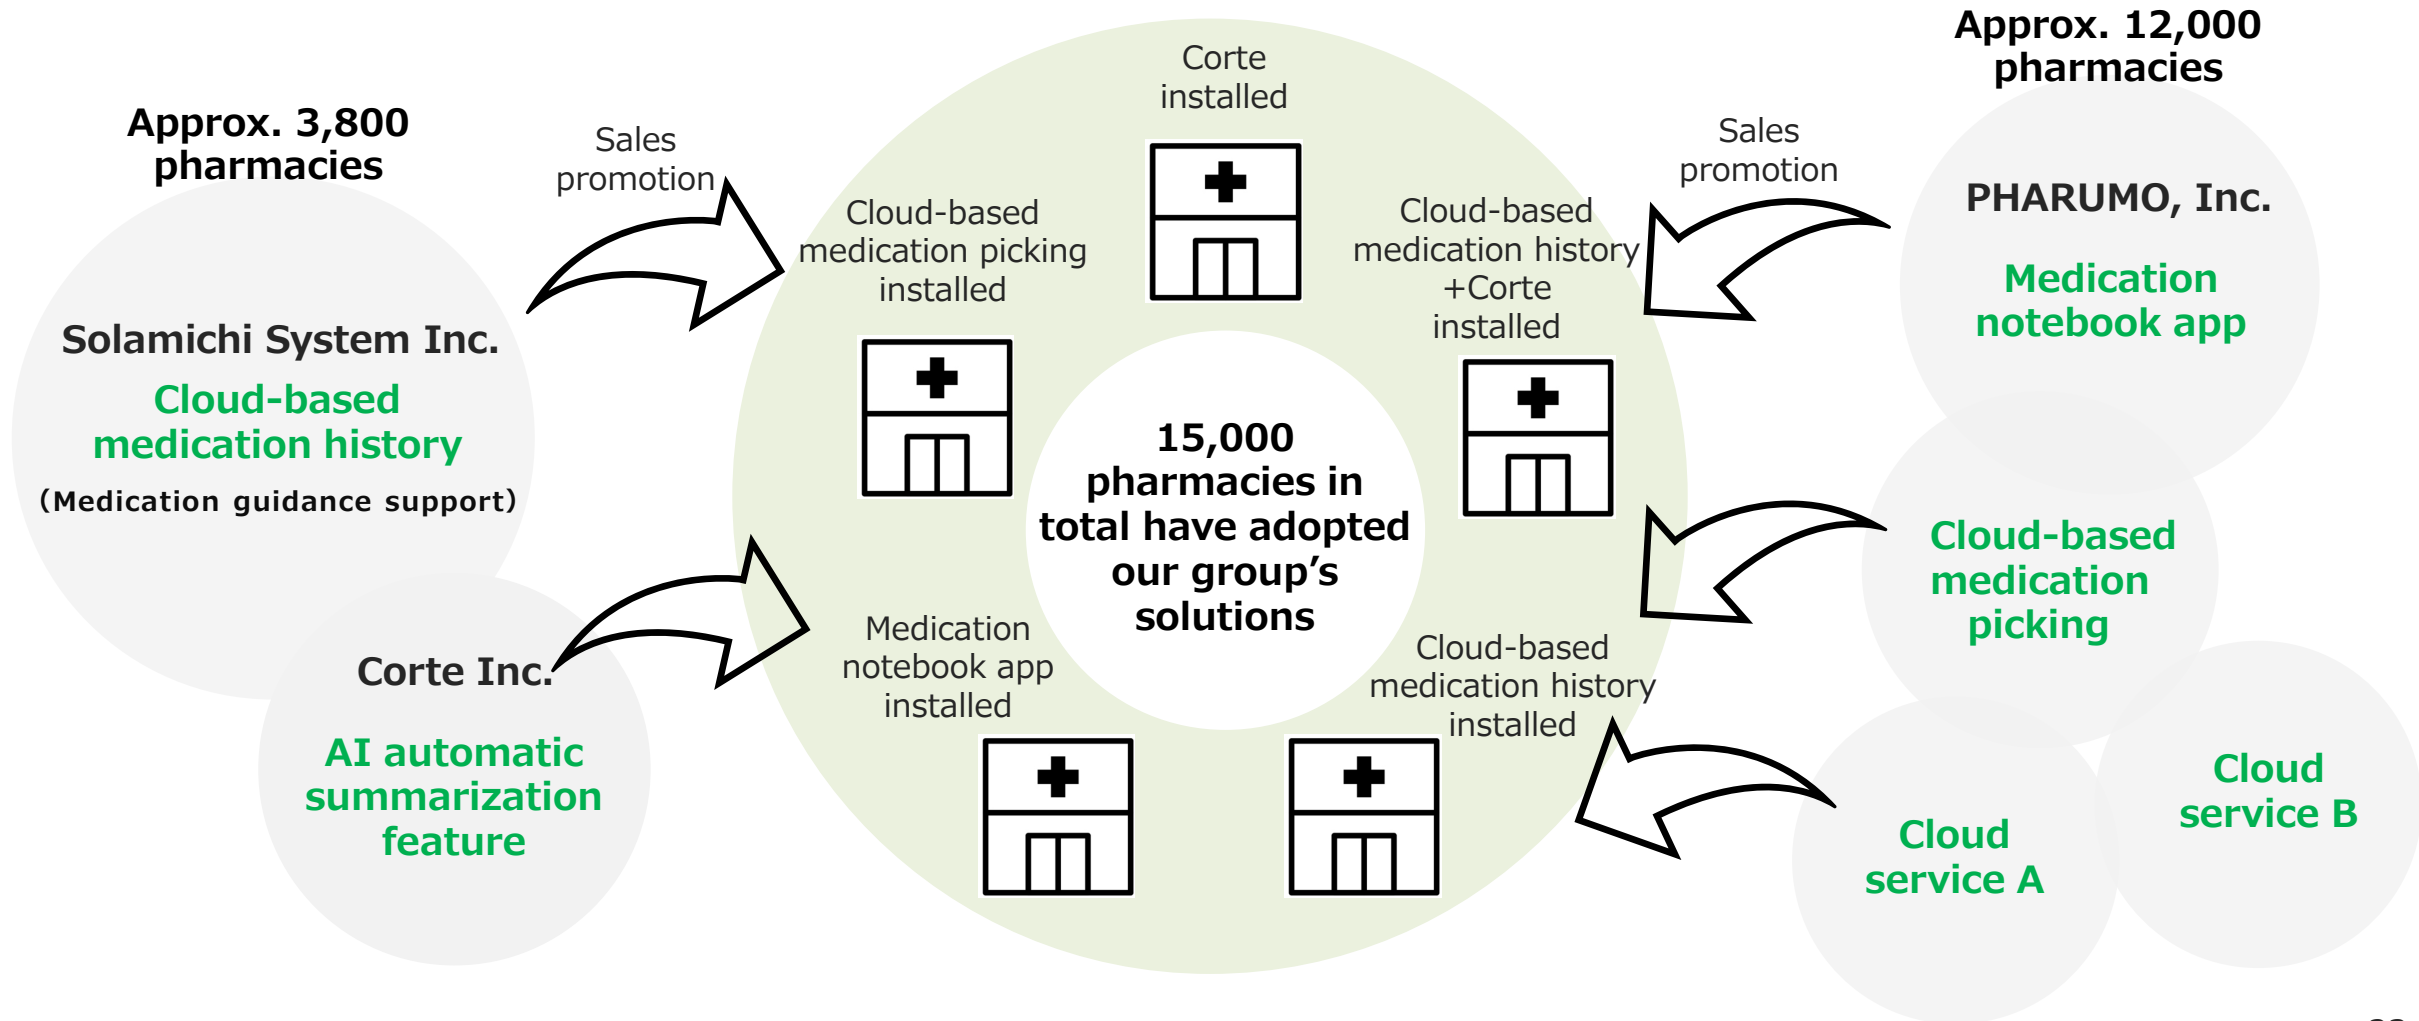 Approx. 3,800
pharmacies
Solamichi System Inc.
Cloud-based
medication history
(Medication guidance support)
Corte Inc.
AI automatic
summarization
feature
Sales
promotion
Corte
installed
Cloud-based
medication picking
installed
Cloud-based
medication history
+Corte
installed
15,000
pharmacies in
total have adopted
our group’s
solutions
Medication
notebook app
installed
Cloud-based
medication history
installed
Sales
promotion
Approx. 12,000
pharmacies
PHARUMO, Inc.
Medication
notebook app
Cloud-based
medication
picking
Cloud
service A
Cloud
service B